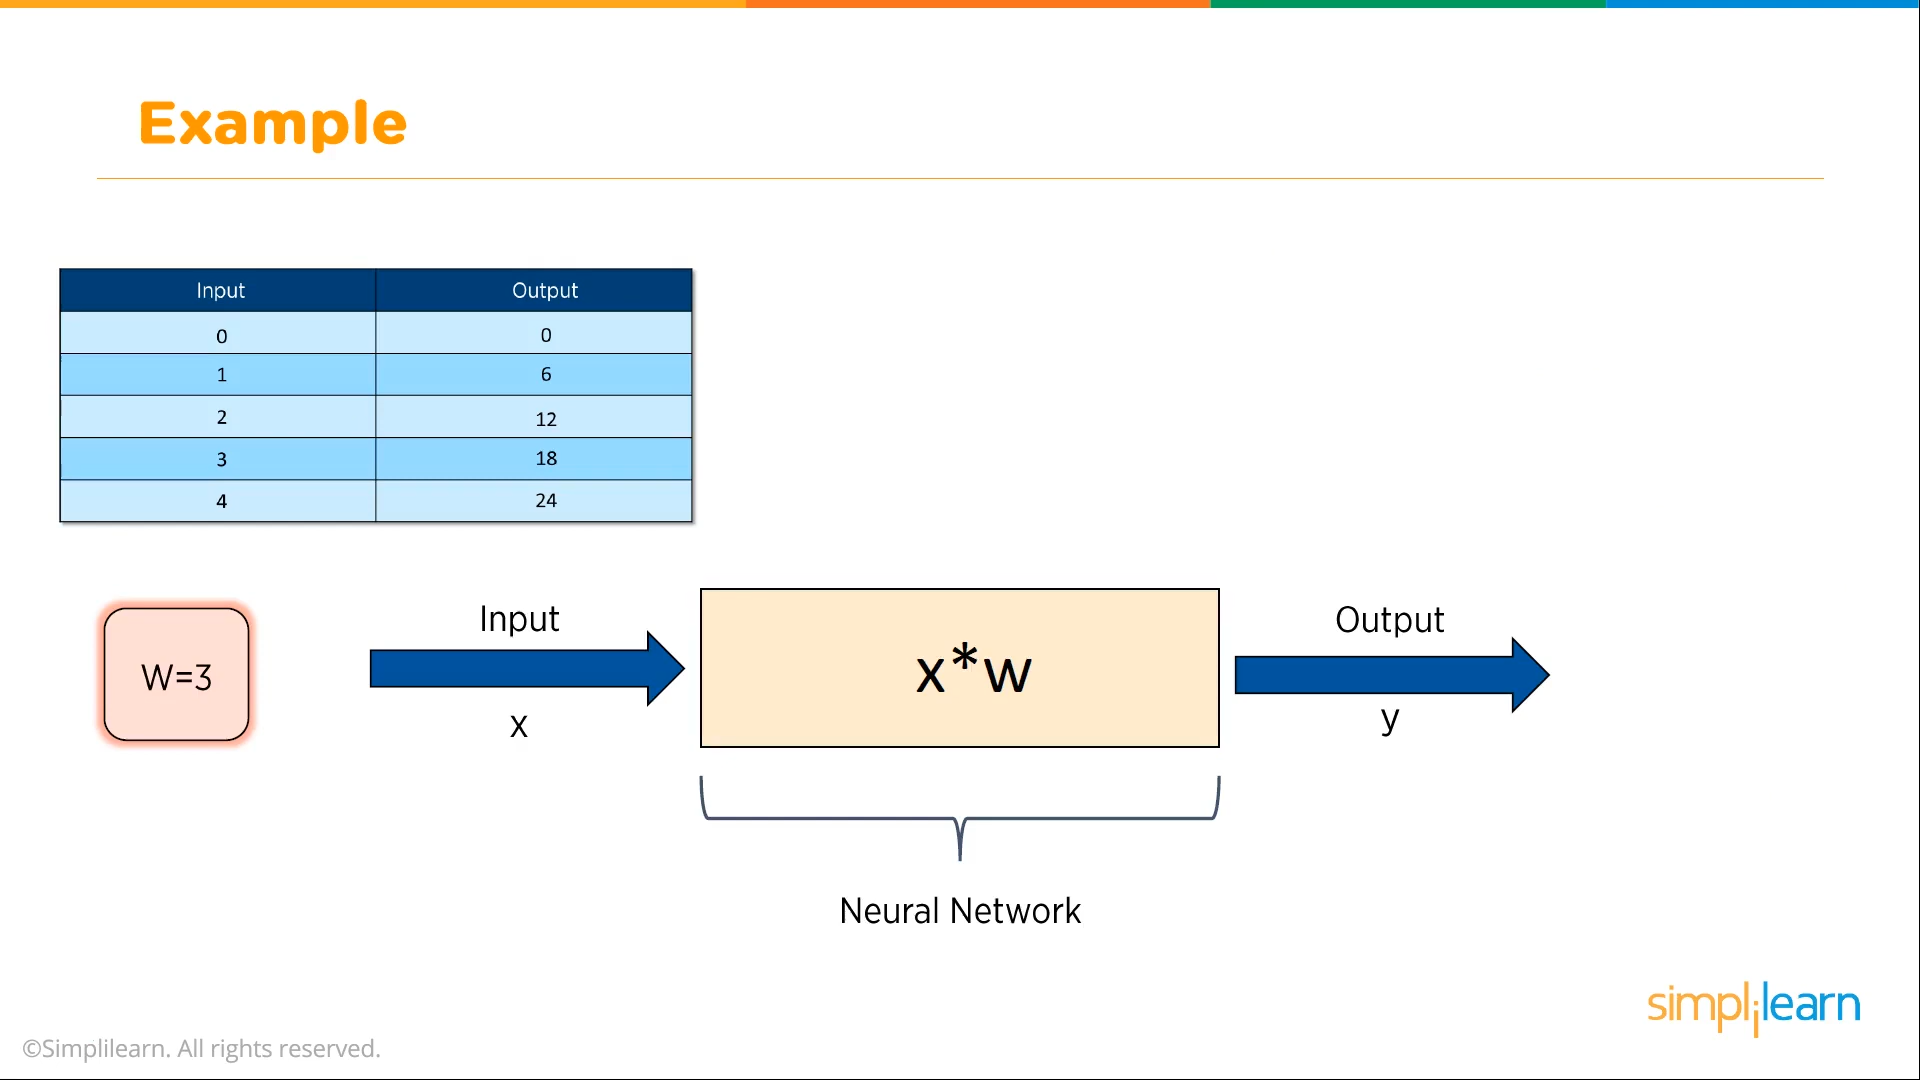 Example
Input Output
0 0
1 6
2 12
3 18
4 24
W=3
Input
x
x*w
Output
y
Neural Network
simplilearn
©Simplilearn. All rights reserved.